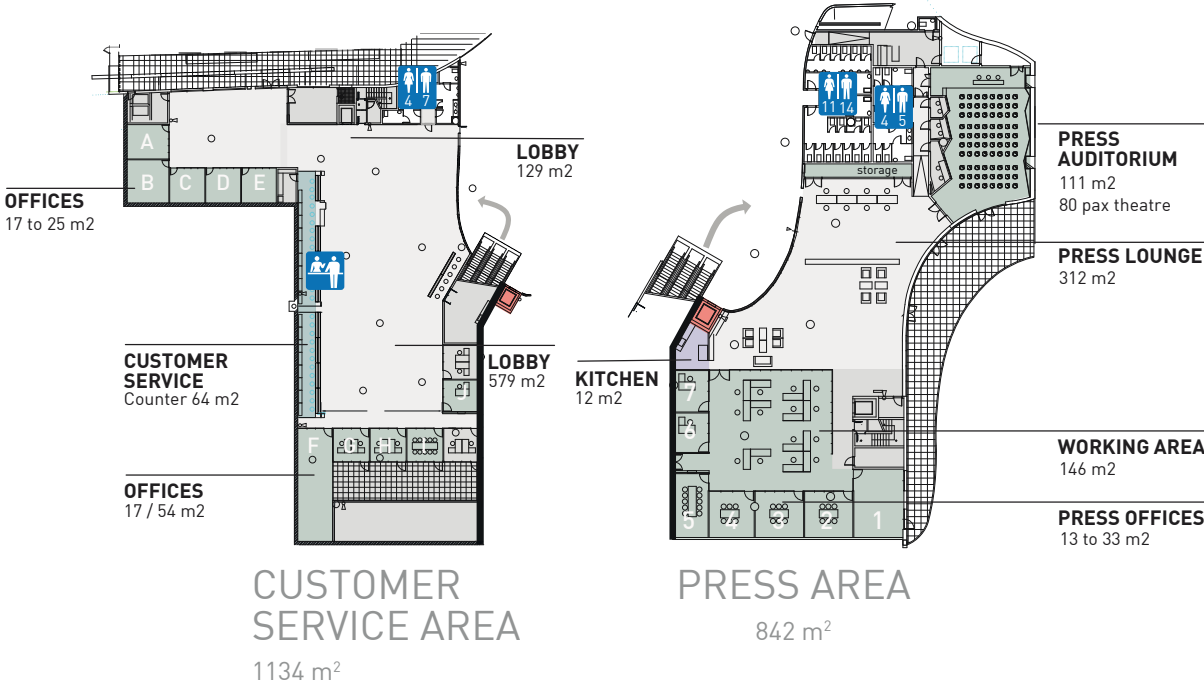 4 7
11 14
4 5
A
B C D E
storage
LOBBY
129 m2
OFFICES
17 to 25 m2
CUSTOMER
SERVICE
Counter 64 m2
LOBBY
579 m2
J
F G H I
OFFICES
17 / 54 m2
PRESS
AUDITORIUM
111 m2
80 pax theatre
PRESS LOUNGE
312 m2
KITCHEN
12 m2
7
6
5 4 3 2 1
WORKING AREA
146 m2
PRESS OFFICES
13 to 33 m2
CUSTOMER
SERVICE AREA
1134 m²
PRESS AREA
842 m²